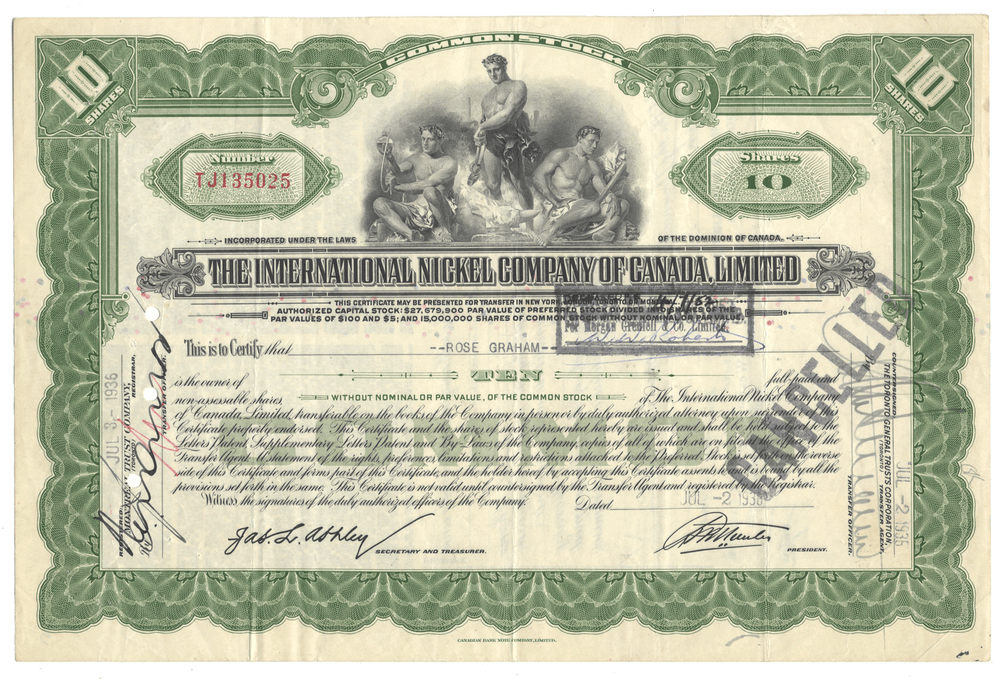 COMMON STOCK
10 SHARES
10 SHARES
Number
TJ135025
Shares
10
INCORPORATED UNDER THE LAWS OF THE DOMINION OF CANADA.
THE INTERNATIONAL NICKEL COMPANY OF CANADA, LIMITED
THIS CERTIFICATE MAY BE PRESENTED FOR TRANSFER IN NEW YORK, LONDON, TORONTO OR MONTREAL
AUTHORIZED CAPITAL STOCK: $27,679,900 PAR VALUE OF PREFERRED STOCK DIVIDED INTO SHARES OF THE
PAR VALUES OF $100 AND $5; AND 15,000,000 SHARES OF COMMON STOCK WITHOUT NOMINAL OR PAR VALUE.
For Morgan Grenfell & Co. Limited.
This is to Certify that --ROSE GRAHAM--
is the owner of TEN full-paid and
non-assessable shares WITHOUT NOMINAL OR PAR VALUE, OF THE COMMON STOCK of The International Nickel Company
of Canada, Limited, transferable on the books of the Company in person or by duly authorized attorney upon surrender of this
Certificate properly endorsed. This Certificate and the shares of stock represented hereby are issued and shall be held subject to the
Letters Patent, Supplementary Letters Patent and By-Laws of the Company, copies of all of which are on file at the office of the
Transfer Agent. A statement of the rights, preferences, limitations and restrictions attached to the Preferred Stock is set forth on the reverse
side of this Certificate and forms part of this Certificate, and the holder hereof by accepting this Certificate assents to and is bound by all the
provisions set forth in the same. This Certificate is not valid until countersigned by the Transfer Agent and registered by the Registrar.
Witness the signatures of the duly authorized officers of the Company. Dated JUL -2 1936
Jas. L. Ashley
SECRETARY AND TREASURER.
PRESIDENT.
REGISTERED:
MONTREAL TRUST COMPANY,
(TORONTO) REGISTRAR,
By
TRANSFER OFFICER.
JUL 3- 1936
COUNTERSIGNED:
THE TORONTO GENERAL TRUSTS CORPORATION,
(TORONTO) TRANSFER AGENT,
By
TRANSFER OFFICER.
JUL -2 1936
CANCELLED
CANADIAN BANK NOTE COMPANY, LIMITED.